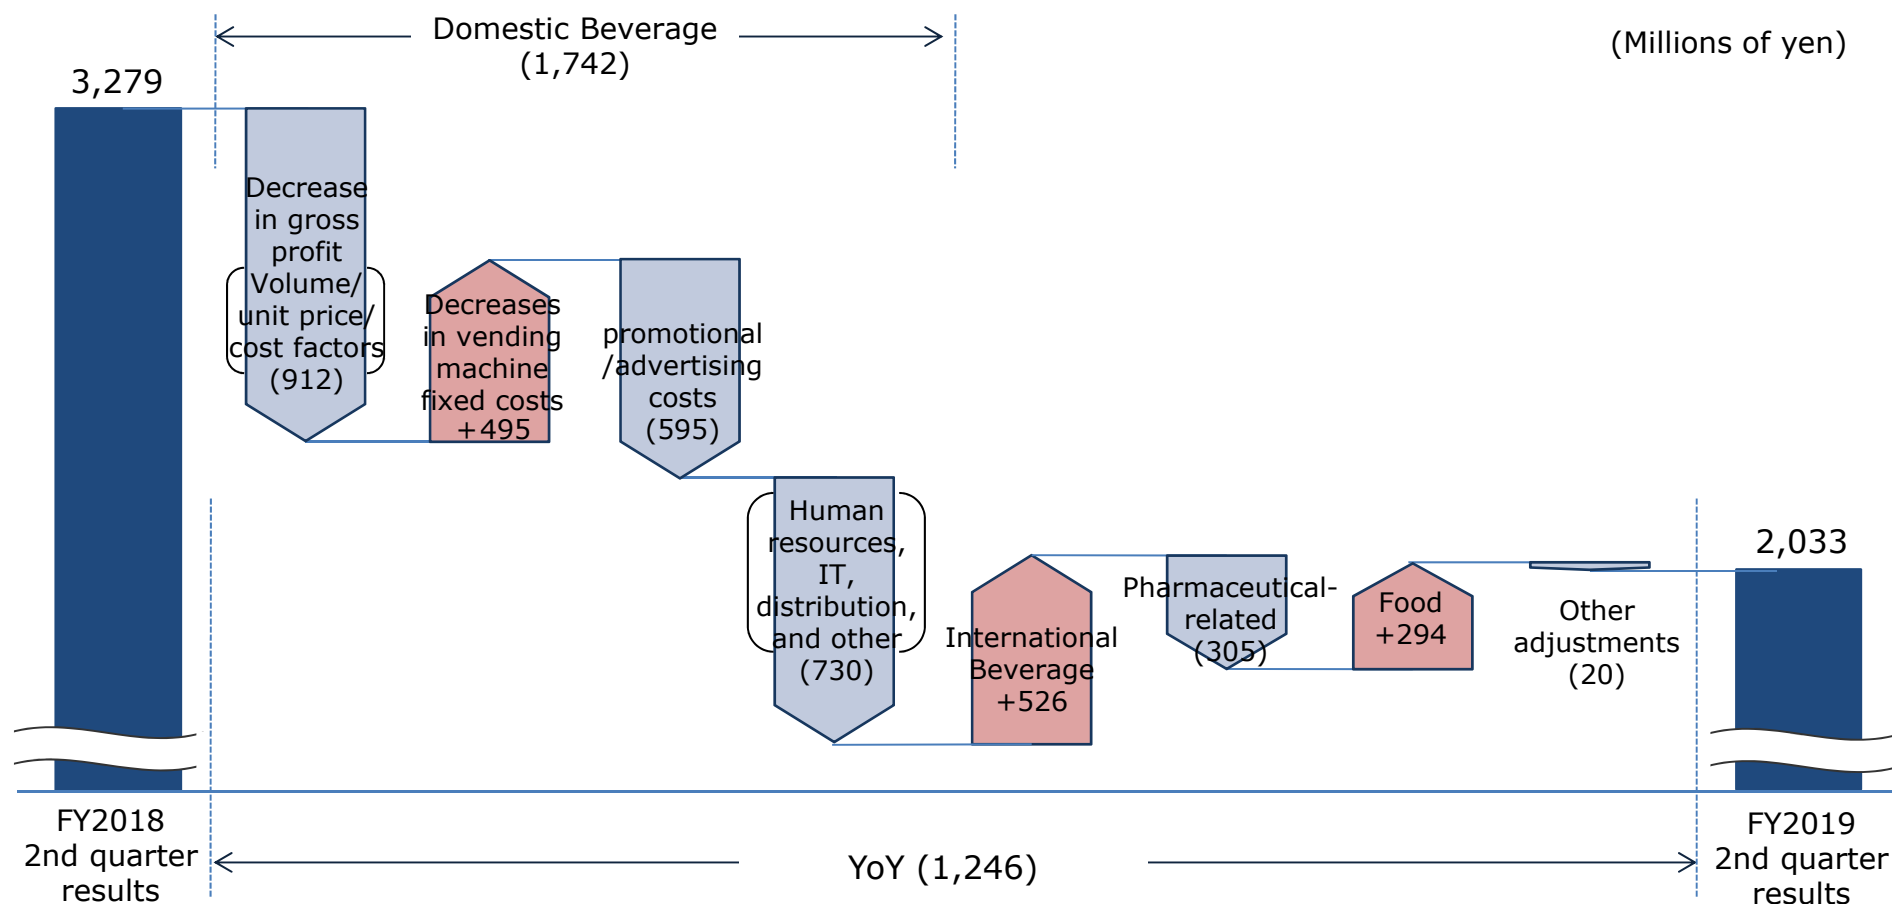 Domestic Beverage
(1,742)
(Millions of yen)
3,279
Decrease
in gross
profit
Volume/
unit price/
cost factors
(912)
Decreases
in vending
machine
fixed costs
+495
promotional
/advertising
costs
(595)
Human
resources,
IT,
distribution,
and other
(730)
International
Beverage
+526
Pharmaceutical-
related
(305)
Food
+294
Other
adjustments
(20)
2,033
FY2018
2nd quarter
results
YoY (1,246)
FY2019
2nd quarter
results